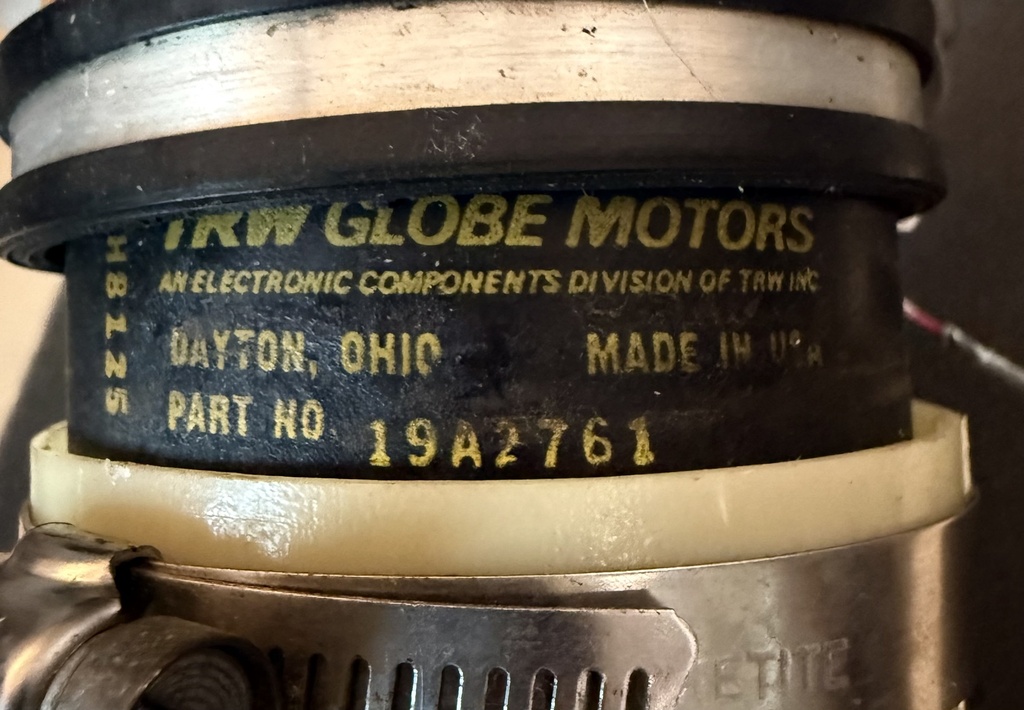 TRW GLOBE MOTORS
AN ELECTRONIC COMPONENTS DIVISION OF TRW INC
DAYTON, OHIO MADE IN USA
PART NO 19A2761
H8125